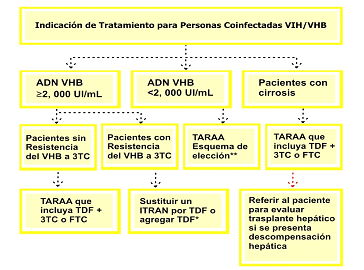 Indicación de Tratamiento para Personas Coinfectadas VIH/VHB
ADN VHB
≥2, 000 UI/mL
ADN VHB
<2, 000 UI/mL
Pacientes con
cirrosis
Pacientes sin
Resistencia
del VHB a 3TC
Pacientes con
Resistencia
del VHB a 3TC
TARAA
Esquema de
elección**
TARAA que
incluya TDF +
3TC o FTC
TARAA que
incluya TDF +
3TC o FTC
Sustituir un
ITRAN por TDF o
agregar TDF*
Referir al paciente
para evaluar
trasplante hepático
si se presenta
descompensación
hepática